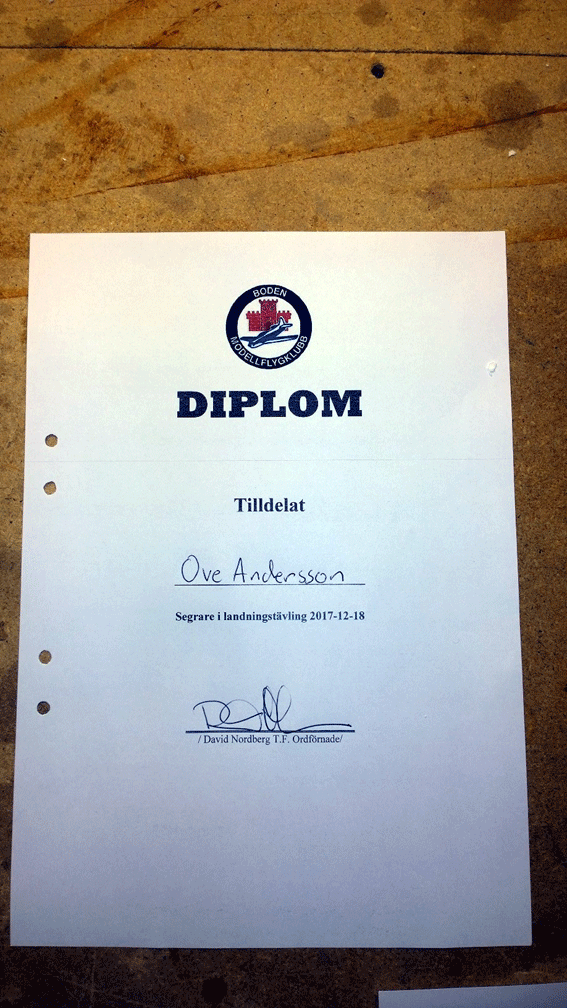 BODEN
MODELLFLYGKLUBB
DIPLOM
Tilldelat
Ove Andersson
Segrare i landningstävling 2017-12-18
/ David Nordberg T.F. Ordförnade/